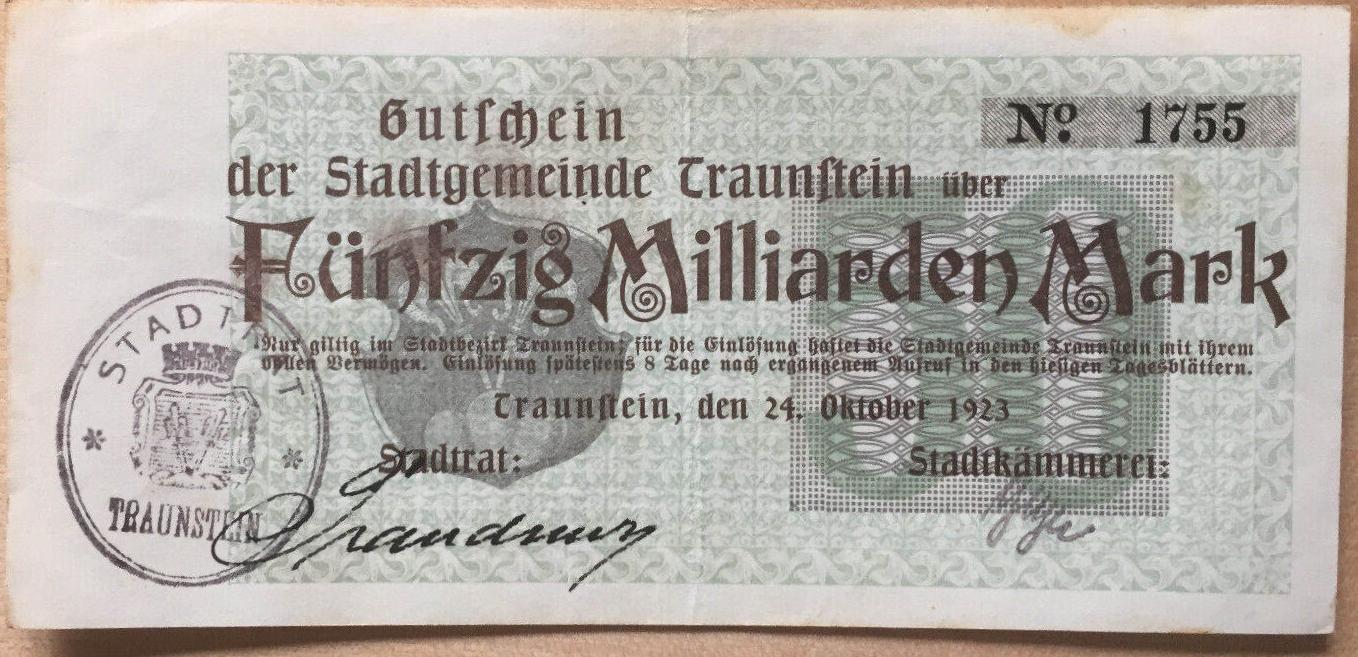 Gutschein
Nº 1755
der Stadtgemeinde Traunstein über
Fünfzig Milliarden Mark
Nur giltig im Stadtbezirk Traunstein; für die Einlösung haftet die Stadtgemeinde Traunstein mit ihrem
vollen Vermögen. Einlösung spätestens 8 Tage nach ergangenem Aufruf in den hiesigen Tagesblättern.
Traunstein, den 24. Oktober 1923
Stadtrat:
Stadtkämmerei:
STADTRAT
TRAUNSTEIN